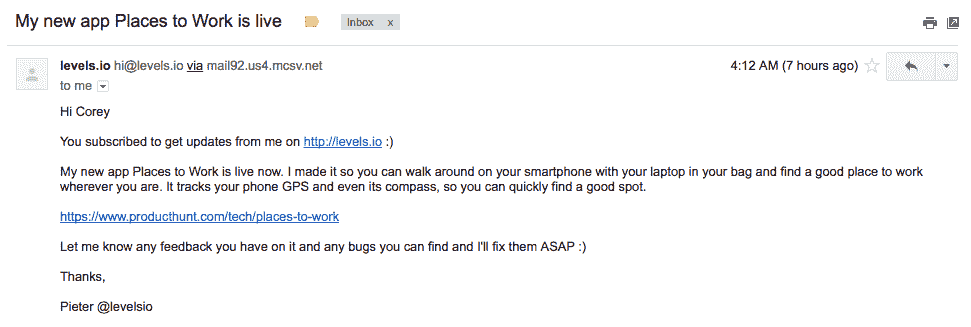 My new app Places to Work is live
Inbox x
levels.io hi@levels.io via mail92.us4.mcsv.net
4:12 AM (7 hours ago)
to me
Hi Corey
You subscribed to get updates from me on http://levels.io :)
My new app Places to Work is live now. I made it so you can walk around on your smartphone with your laptop in your bag and find a good place to work
wherever you are. It tracks your phone GPS and even its compass, so you can quickly find a good spot.
https://www.producthunt.com/tech/places-to-work
Let me know any feedback you have on it and any bugs you can find and I'll fix them ASAP :)
Thanks,
Pieter @levelsio